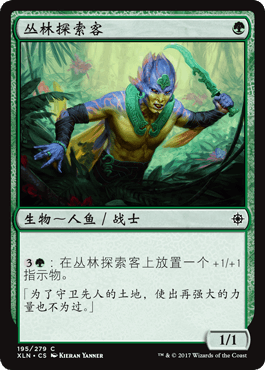 丛林探索客
生物～人鱼／战士
3：在丛林探索客上放置一个 +1/+1
指示物。
「为了守卫先人的土地，使出再强大的力
量也不为过。」
1/1
195/279 C
XLN • CS KIERAN YANNER
™ & © 2017 Wizards of the Coast